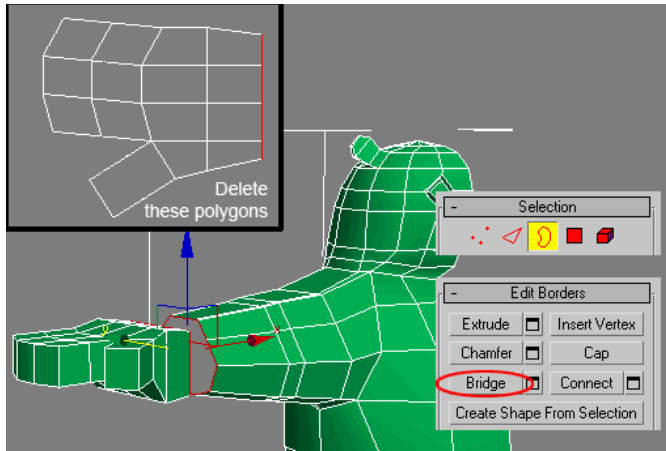 Delete
these polygons
- Selection
- Edit Borders
Extrude Insert Vertex
Chamfer Cap
Bridge Connect
Create Shape From Selection